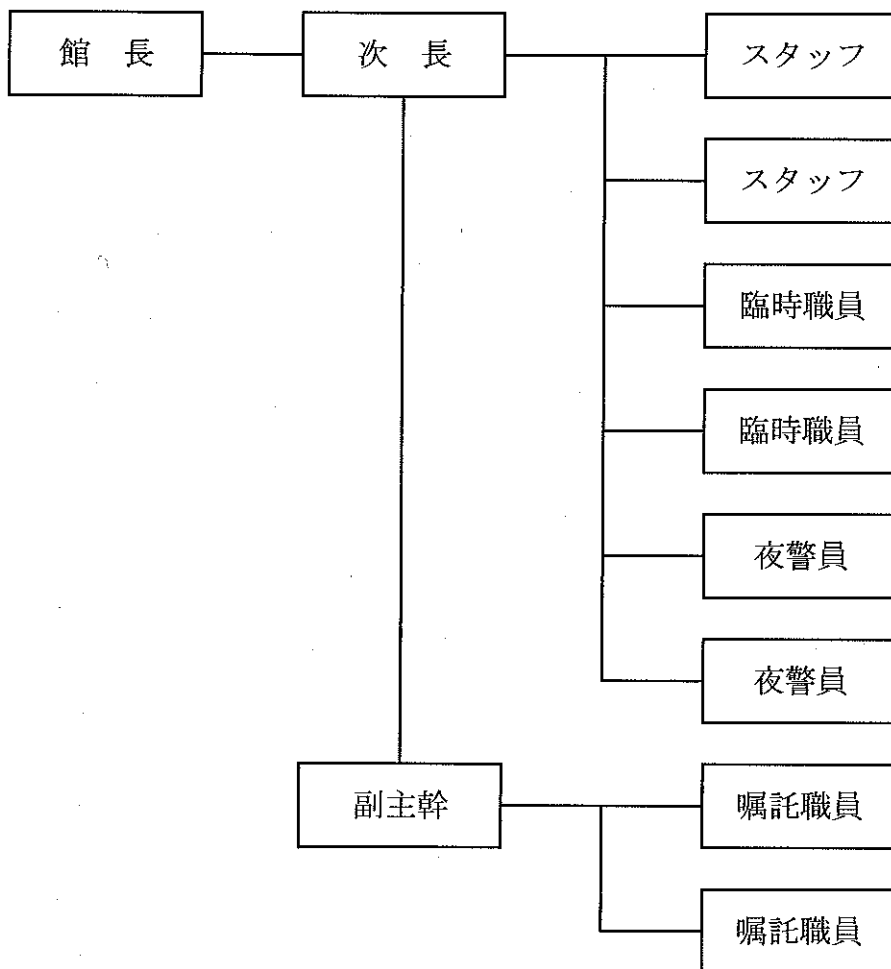 館　長
次　長
スタッフ
スタッフ
臨時職員
臨時職員
夜警員
夜警員
副主幹
嘱託職員
嘱託職員